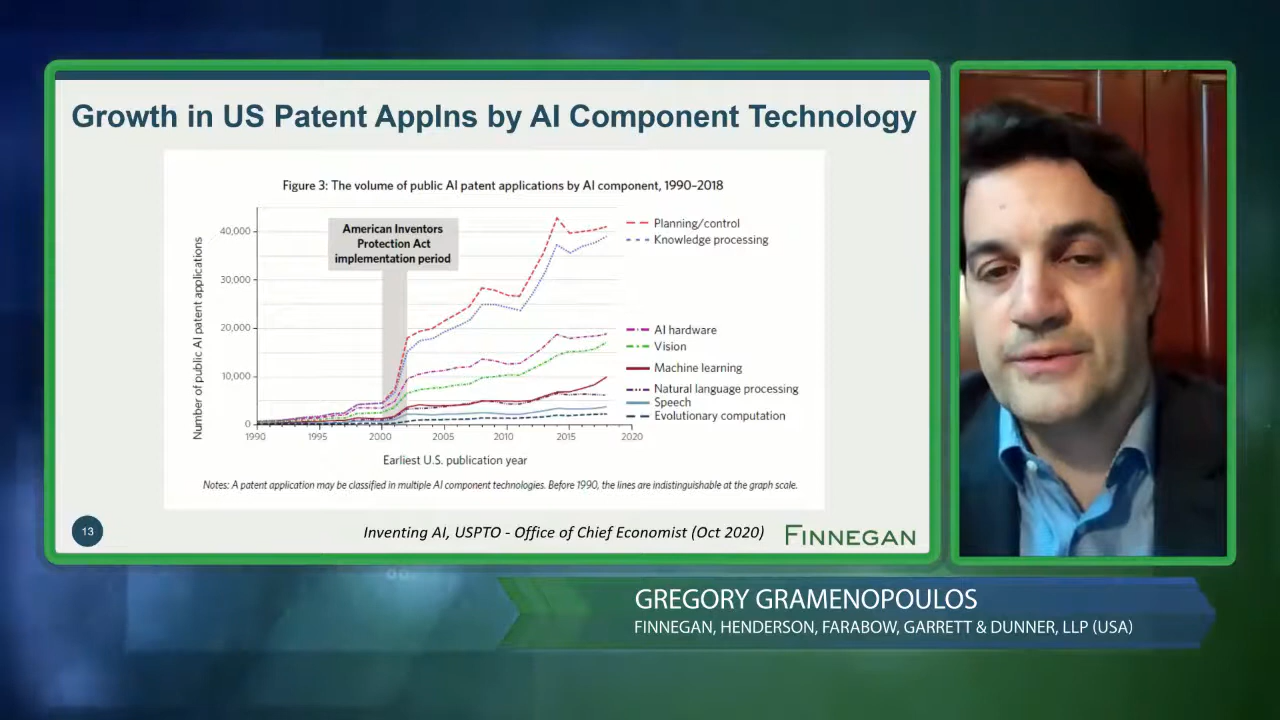 Growth in US Patent Applns by AI Component Technology
Figure 3: The volume of public AI patent applications by AI component, 1990–2018
Number of public AI patent applications
40,000
30,000
20,000
10,000
0
American Inventors
Protection Act
implementation period
Planning/control
Knowledge processing
AI hardware
Vision
Machine learning
Natural language processing
Speech
Evolutionary computation
1990 1995 2000 2005 2010 2015 2020
Earliest U.S. publication year
Notes: A patent application may be classified in multiple AI component technologies. Before 1990, the lines are indistinguishable at the graph scale.
13
Inventing AI, USPTO - Office of Chief Economist (Oct 2020)
FINNEGAN
GREGORY GRAMENOPOULOS
FINNEGAN, HENDERSON, FARABOW, GARRETT & DUNNER, LLP (USA)